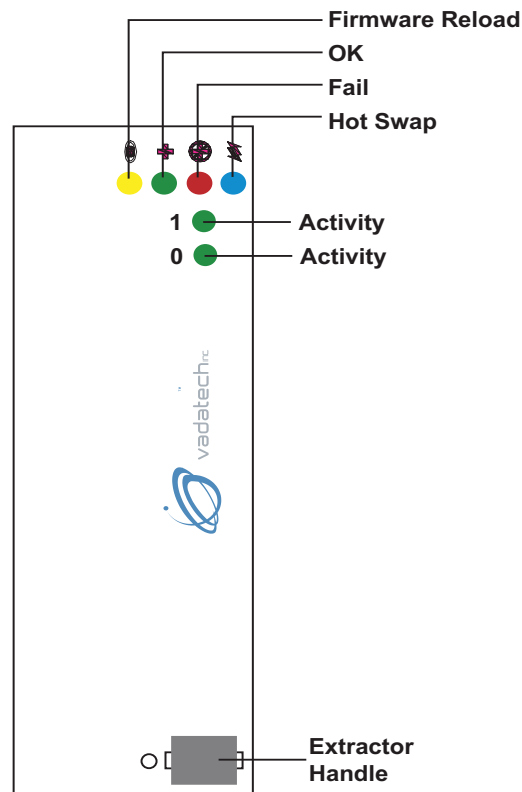 Firmware Reload
OK
Fail
Hot Swap
1 Activity
0 Activity
vadatech
Extractor
Handle